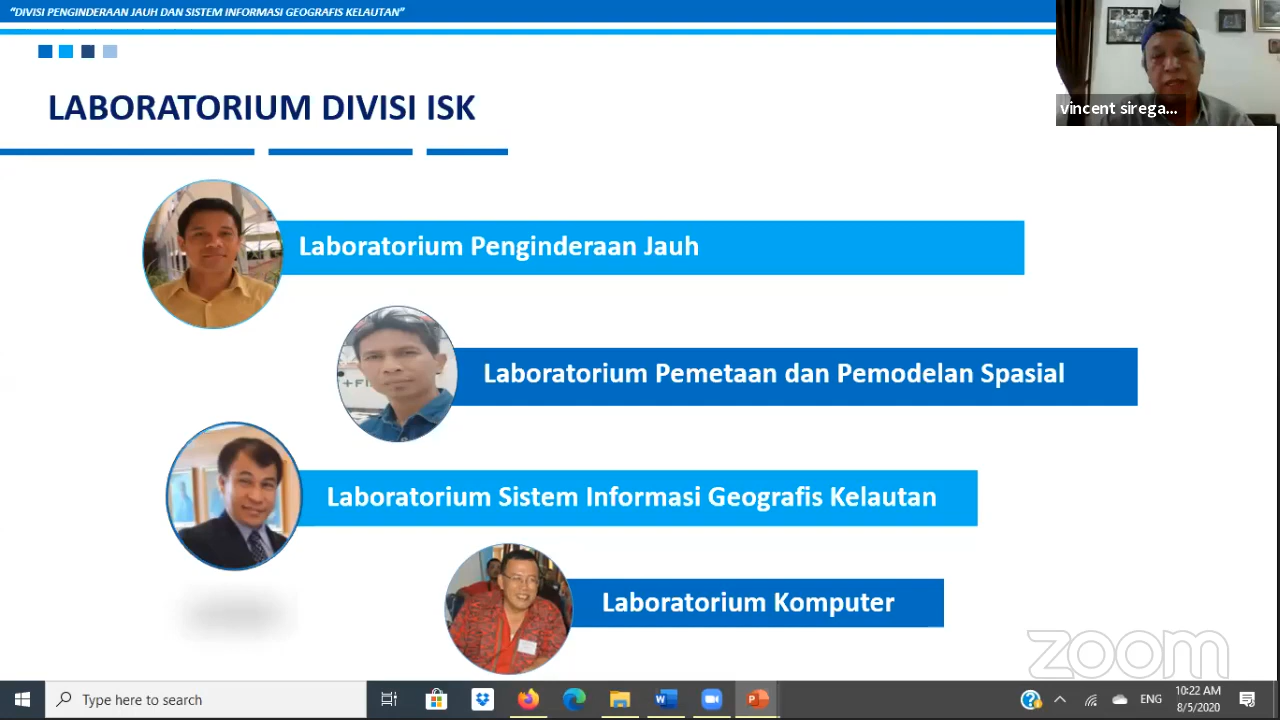 "DIVISI PENGINDERAAN JAUH DAN SISTEM INFORMASI GEOGRAFIS KELAUTAN"
vincent sirega...
LABORATORIUM DIVISI ISK
Laboratorium Penginderaan Jauh
+FI
Laboratorium Pemetaan dan Pemodelan Spasial
Laboratorium Sistem Informasi Geografis Kelautan
Laboratorium Komputer
zoom
Type here to search
ENG
10:22 AM
8/5/2020